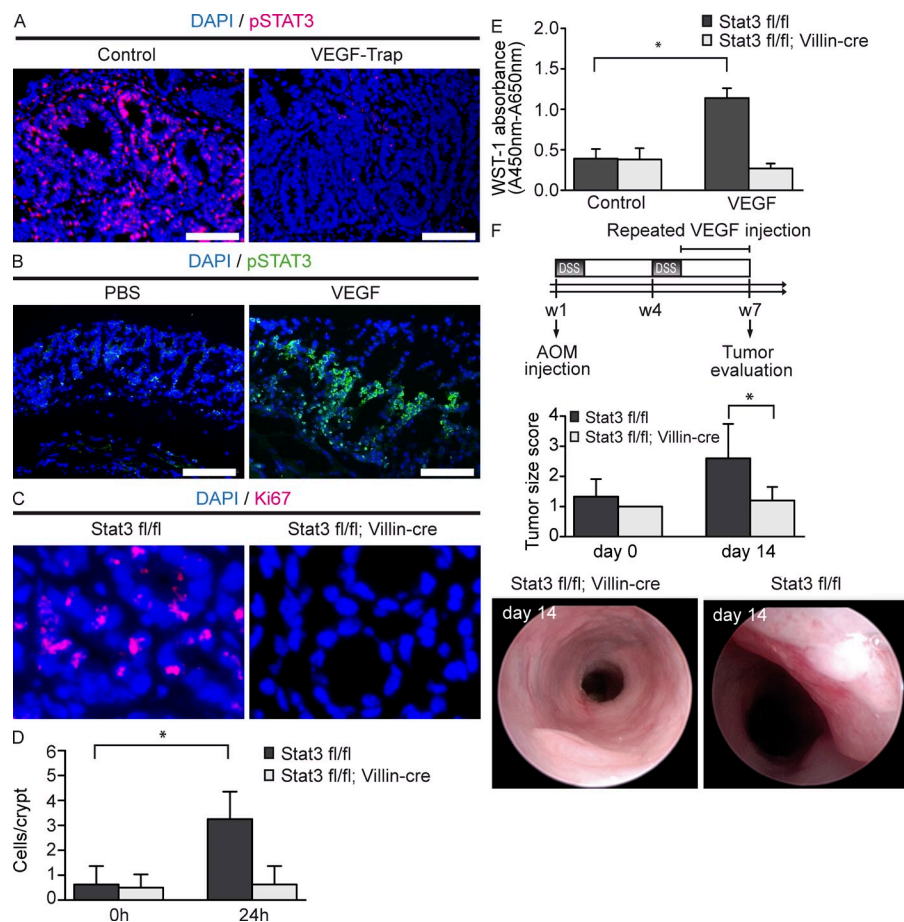 A
DAPI / pSTAT3
Control
VEGF-Trap
B
DAPI / pSTAT3
PBS
VEGF
C
DAPI / Ki67
Stat3 fl/fl
Stat3 fl/fl; Villin-cre
D
*
Stat3 fl/fl
Stat3 fl/fl; Villin-cre
Cells/crypt
6
5
4
3
2
1
0
0h
24h
E
Stat3 fl/fl
Stat3 fl/fl; Villin-cre
*
WST-1 absorbance
(A450nm-A650nm)
2.0
1.5
1.0
0.5
0.0
Control
VEGF
F
Repeated VEGF injection
DSS
DSS
w1
w4
w7
AOM
injection
Tumor
evaluation
Stat3 fl/fl
Stat3 fl/fl; Villin-cre
*
Tumor size score
4
3
2
1
0
day 0
day 14
Stat3 fl/fl; Villin-cre
Stat3 fl/fl
day 14
day 14